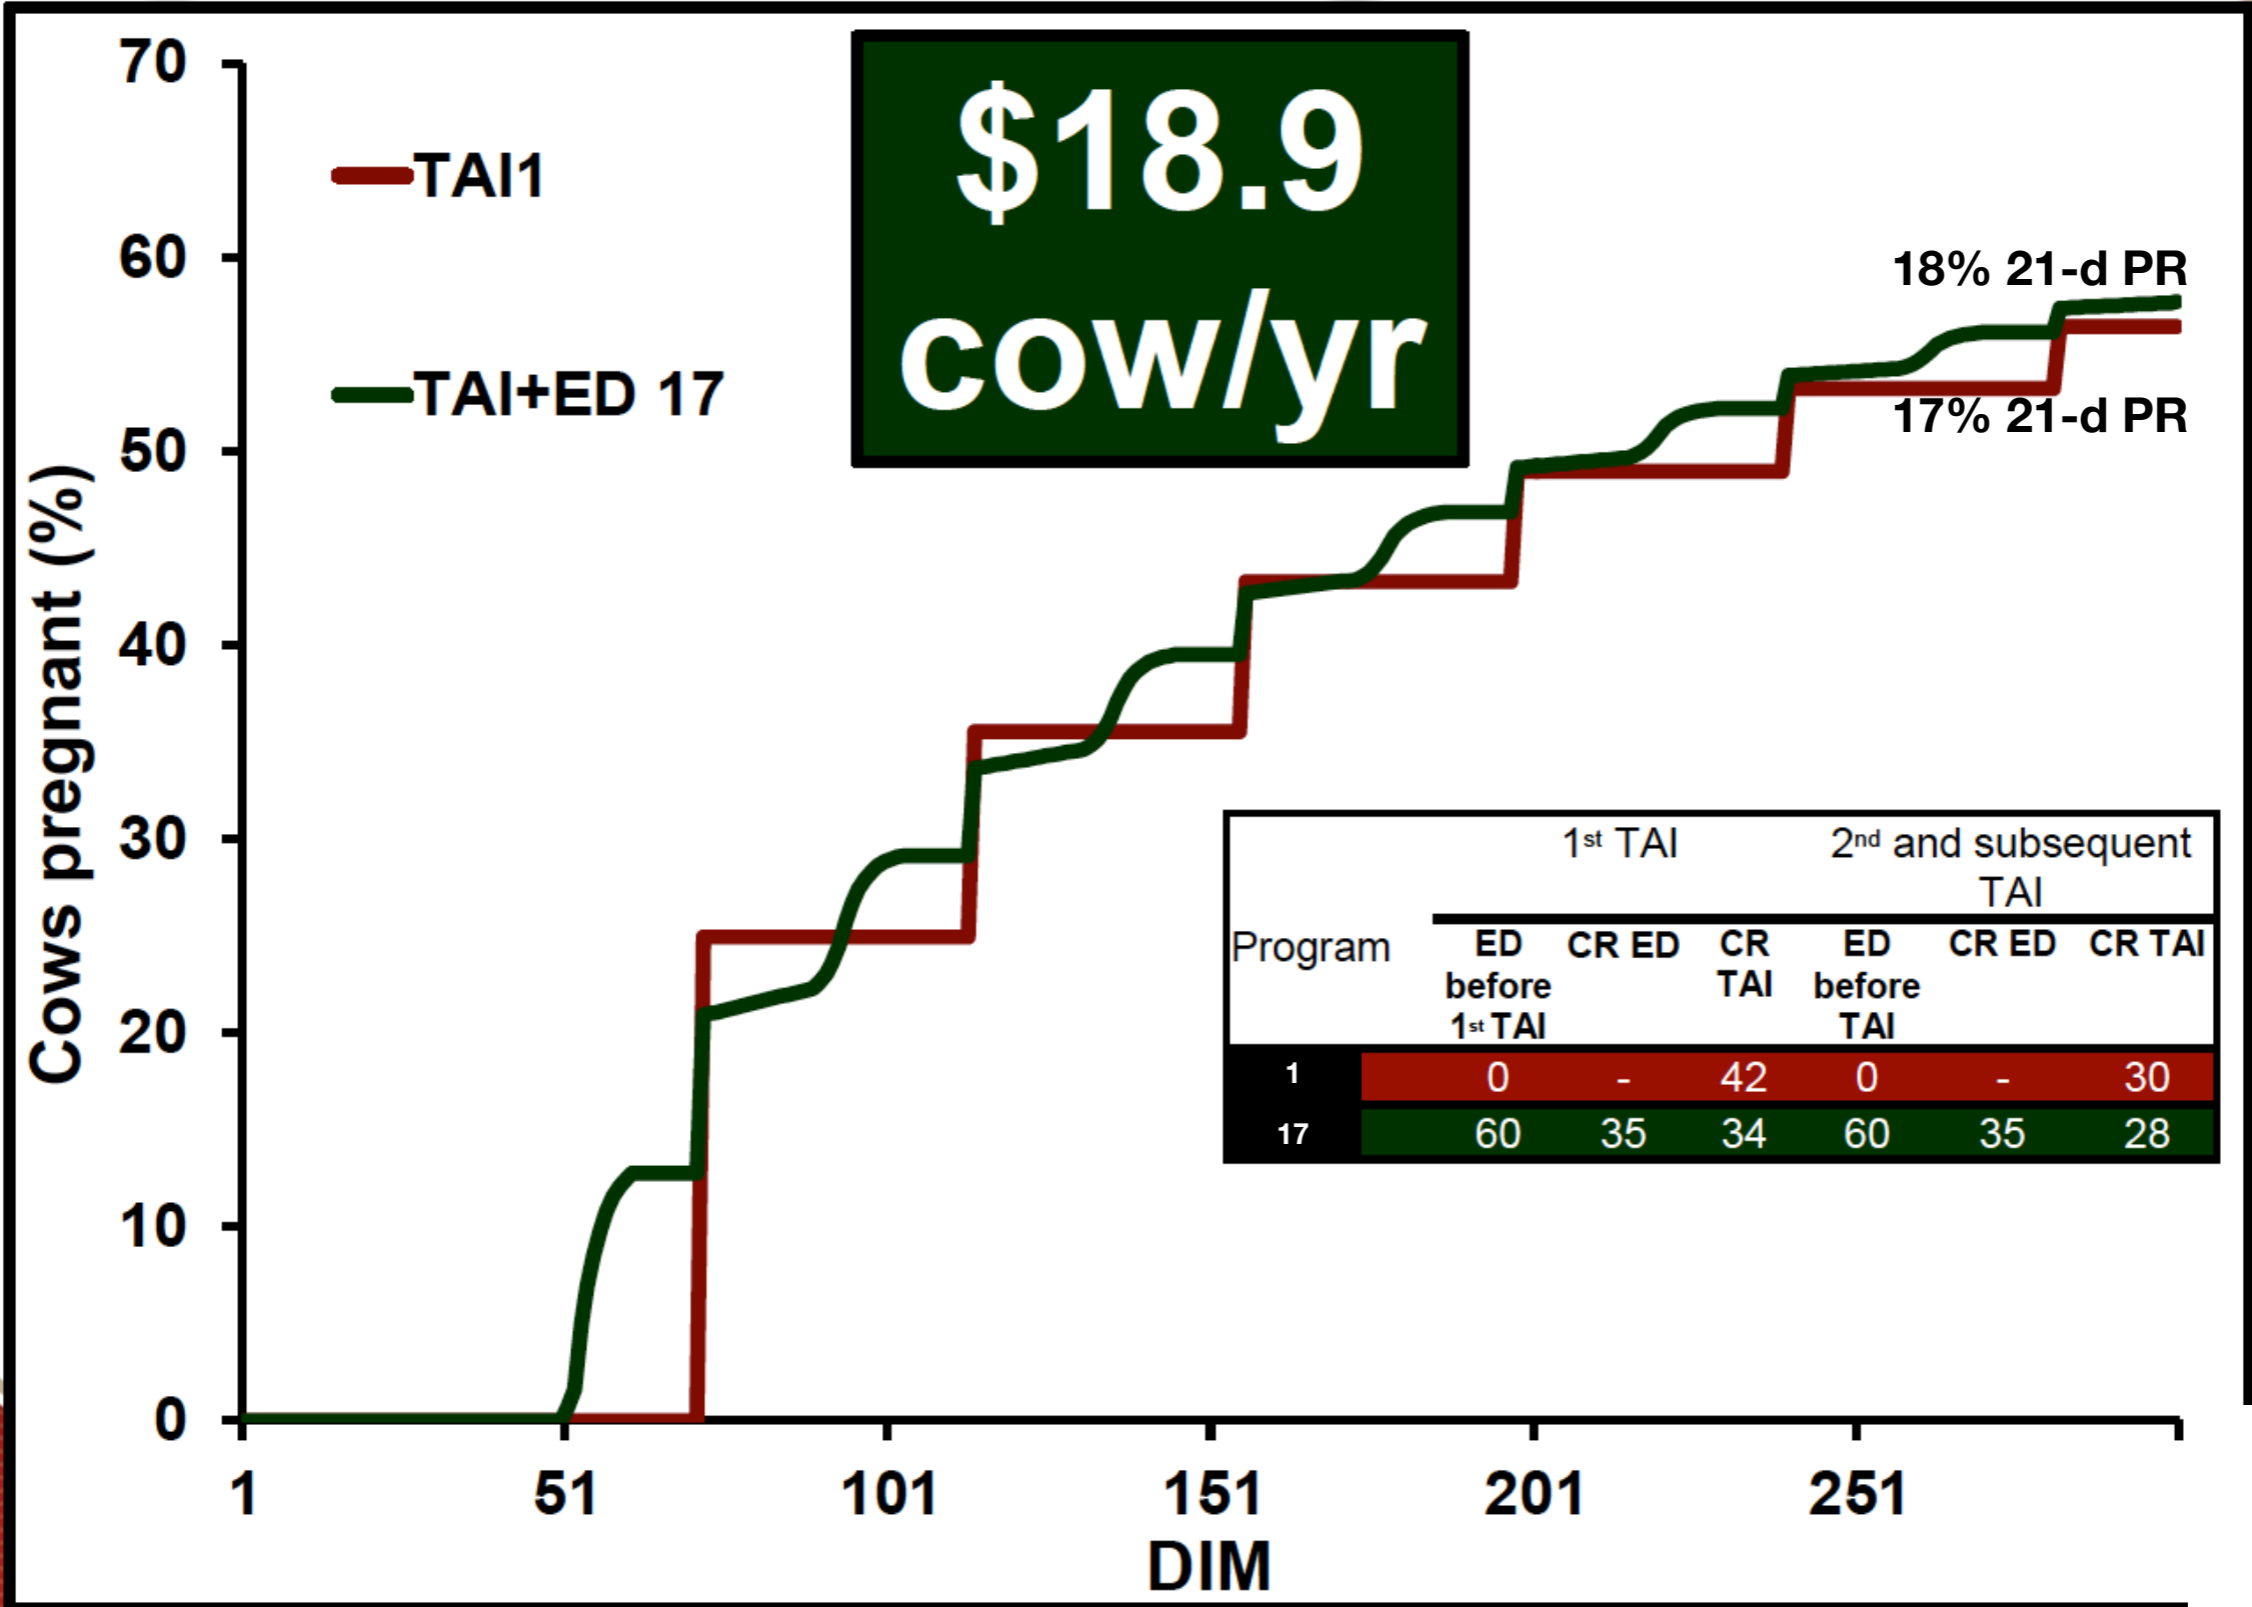 70
60
50
40
30
20
10
0
Cows pregnant (%)
TAI1
TAI+ED 17
$18.9
cow/yr
18% 21-d PR
17% 21-d PR
1st TAI 2nd and subsequent
TAI
Program ED CR ED CR ED CR ED CR TAI
before TAI before
1st TAI TAI
1 0 - 42 0 - 30
17 60 35 34 60 35 28
1 51 101 151 201 251
DIM